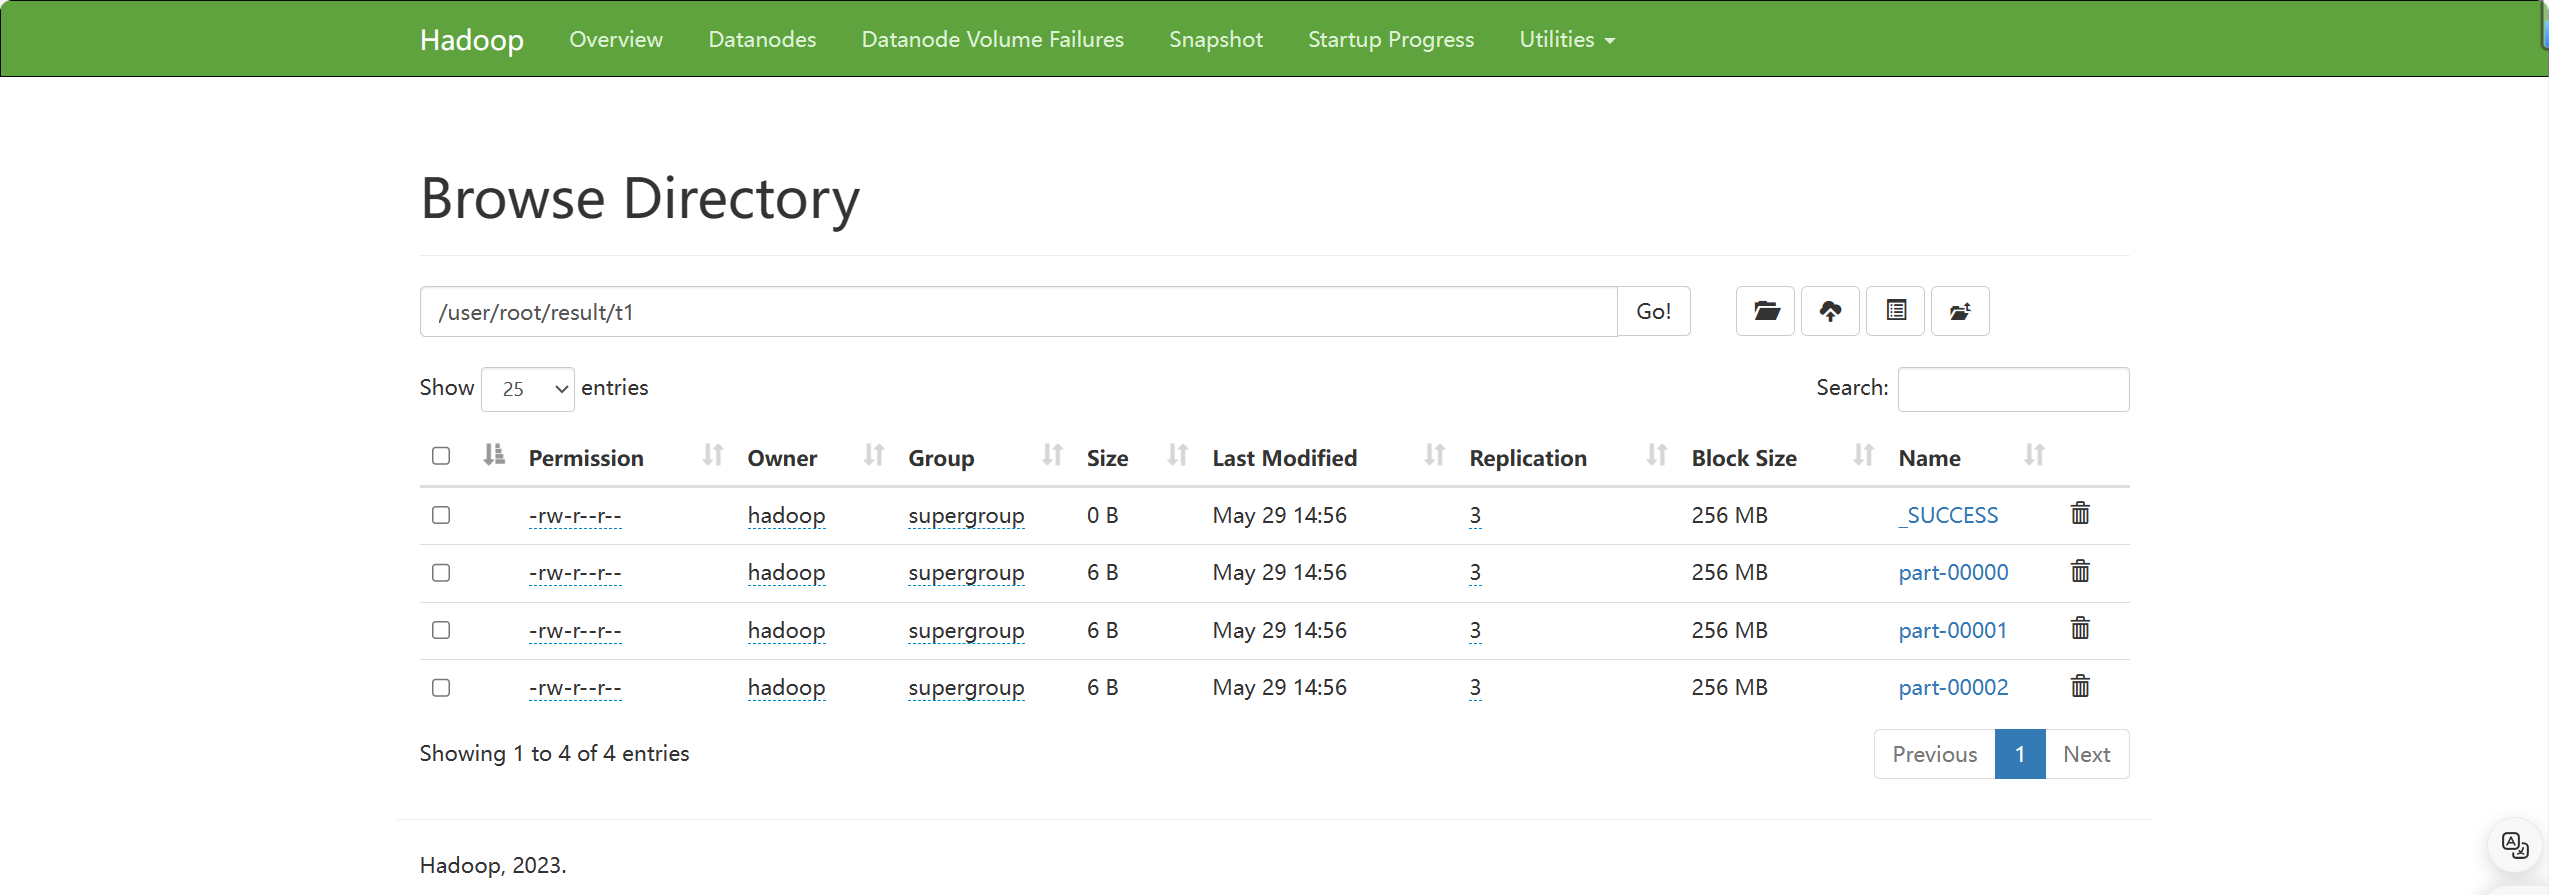 Hadoop Overview Datanodes Datanode Volume Failures Snapshot Startup Progress Utilities
Browse Directory
/user/root/result/t1 Go!
Show 25 entries Search:
Permission Owner Group Size Last Modified Replication Block Size Name
-rw-r--r-- hadoop supergroup 0 B May 29 14:56 3 256 MB _SUCCESS
-rw-r--r-- hadoop supergroup 6 B May 29 14:56 3 256 MB part-00000
-rw-r--r-- hadoop supergroup 6 B May 29 14:56 3 256 MB part-00001
-rw-r--r-- hadoop supergroup 6 B May 29 14:56 3 256 MB part-00002
Showing 1 to 4 of 4 entries Previous 1 Next
Hadoop, 2023.